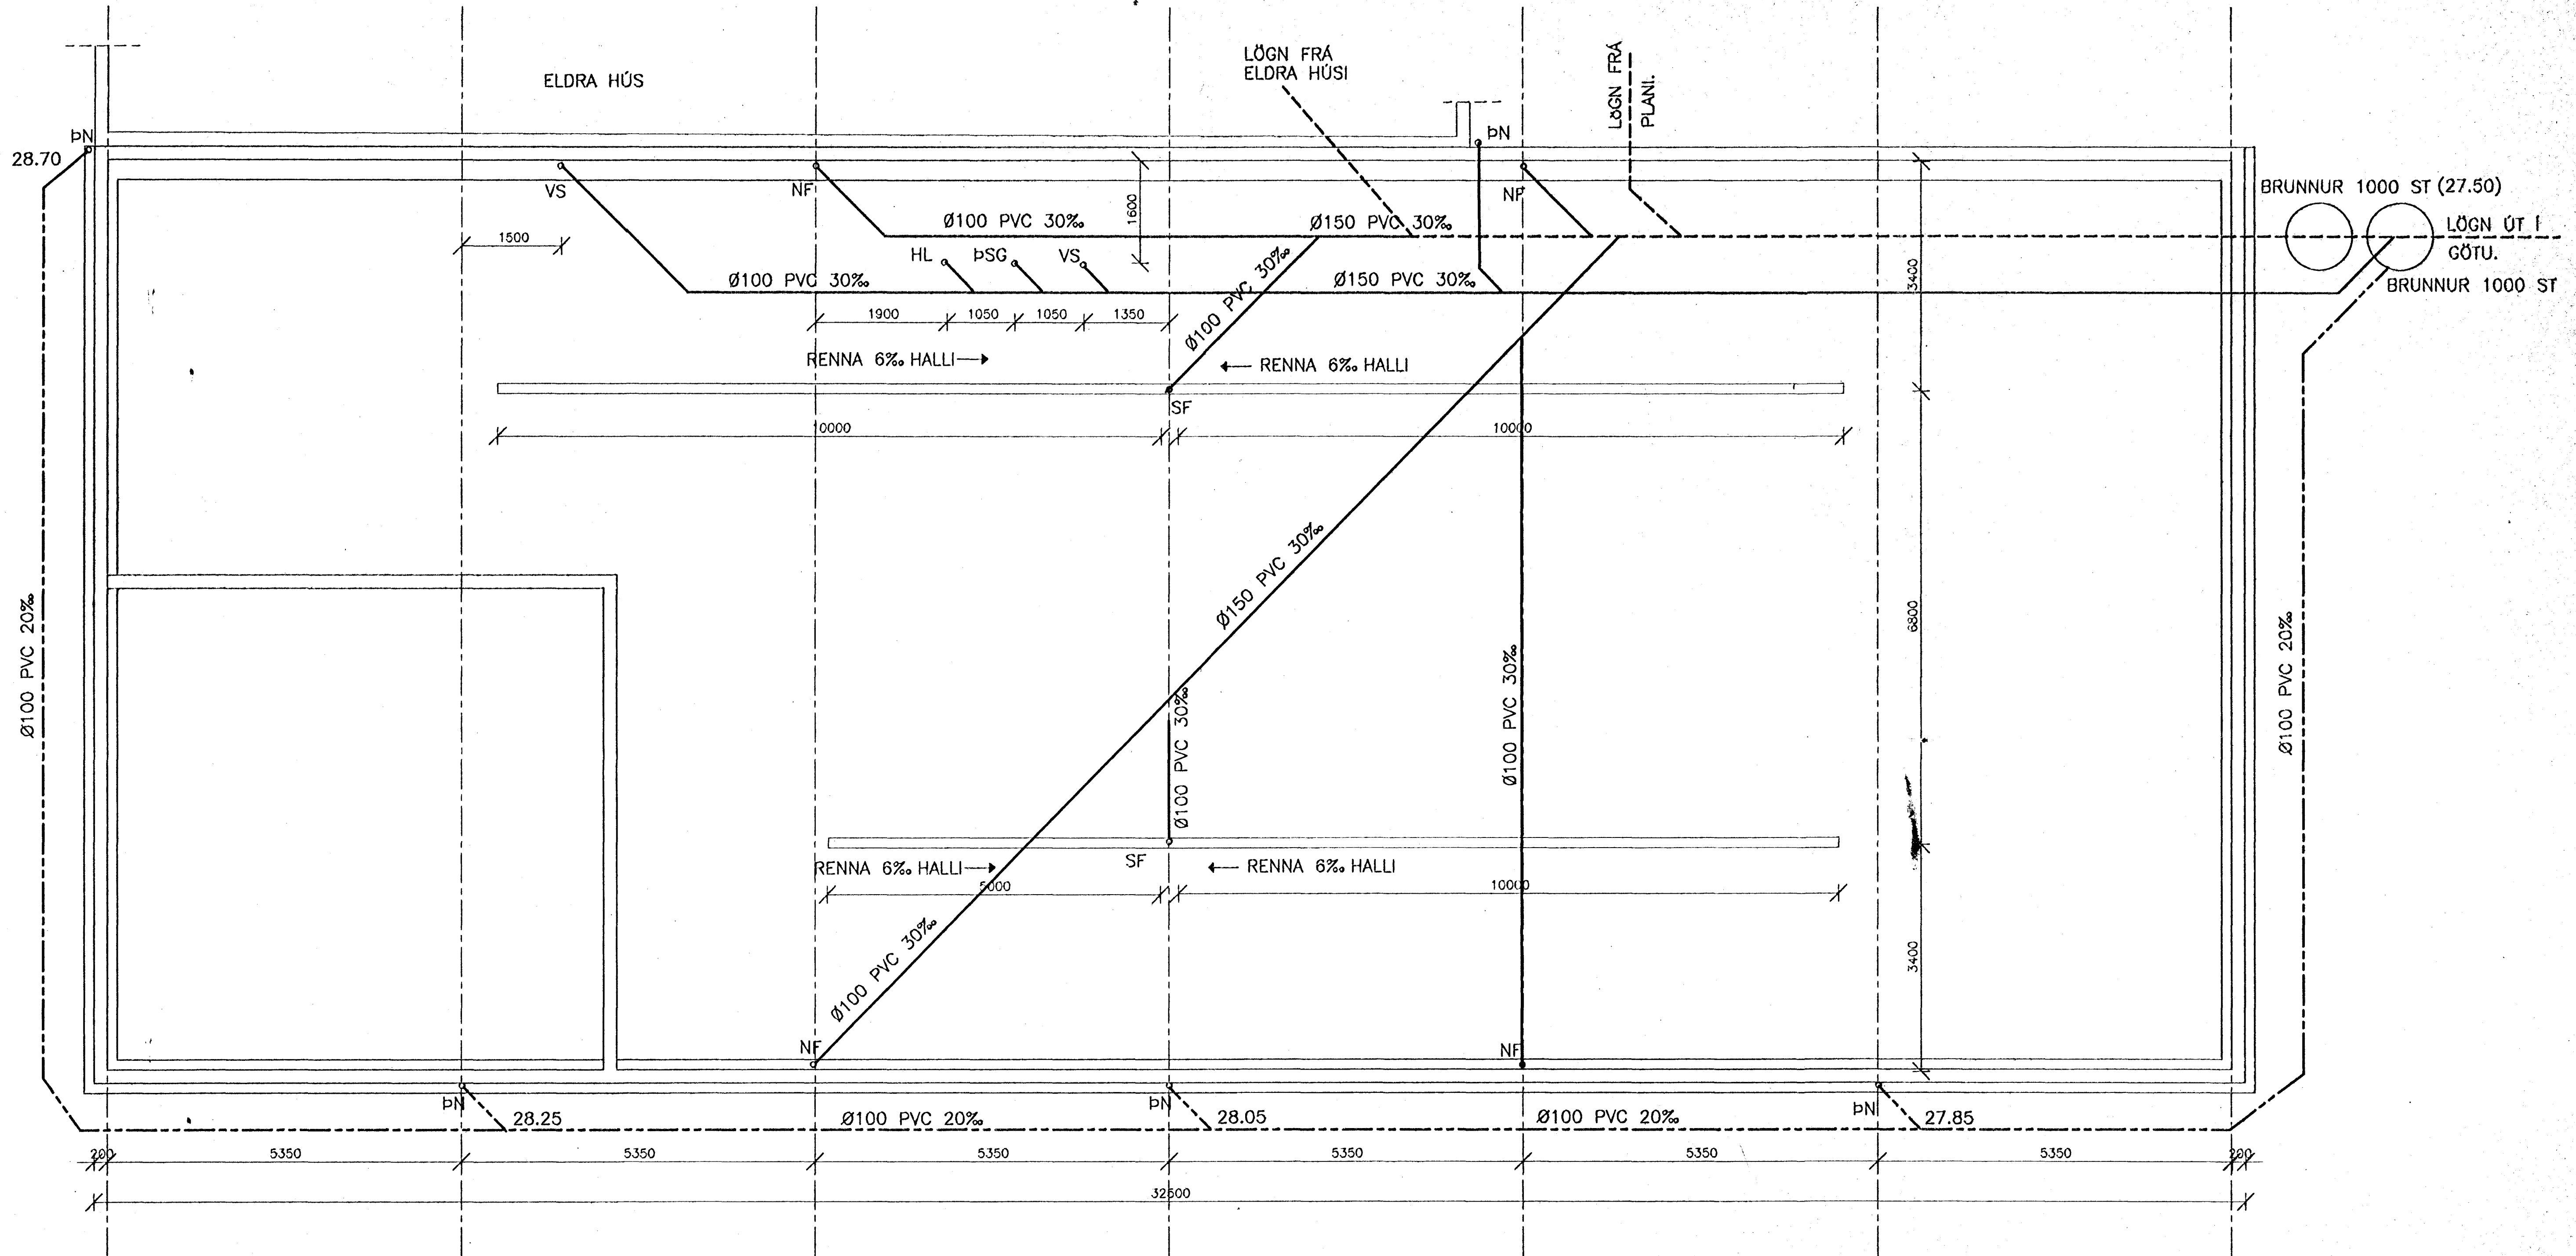 ELDRA HÚS
LÖGN FRÁ
ELDRA HÚSI
LÖGN FRÁ
PLANI.
ÞN
28.70
VS
NF
ÞN
NF
1600
1500
Ø100 PVC 30‰
Ø150 PVC 30‰
BRUNNUR 1000 ST (27.50)
LÖGN ÚT Í
GÖTU.
BRUNNUR 1000 ST
HL
ÞSG
VS
Ø100 PVC 30‰
Ø150 PVC 30‰
Ø100 PVC 30‰
3400
1900
1050
1050
1350
RENNA 6‰ HALLI
RENNA 6‰ HALLI
SF
10000
10000
Ø150 PVC 30‰
6800
Ø100 PVC 20‰
Ø100 PVC 30‰
Ø100 PVC 30‰
Ø100 PVC 20‰
RENNA 6‰ HALLI
SF
RENNA 6‰ HALLI
5000
10000
Ø100 PVC 30‰
3400
NF
NF
ÞN
28.25
Ø100 PVC 20‰
ÞN
28.05
Ø100 PVC 20‰
ÞN
27.85
200
5350
5350
5350
5350
5350
5350
200
32500